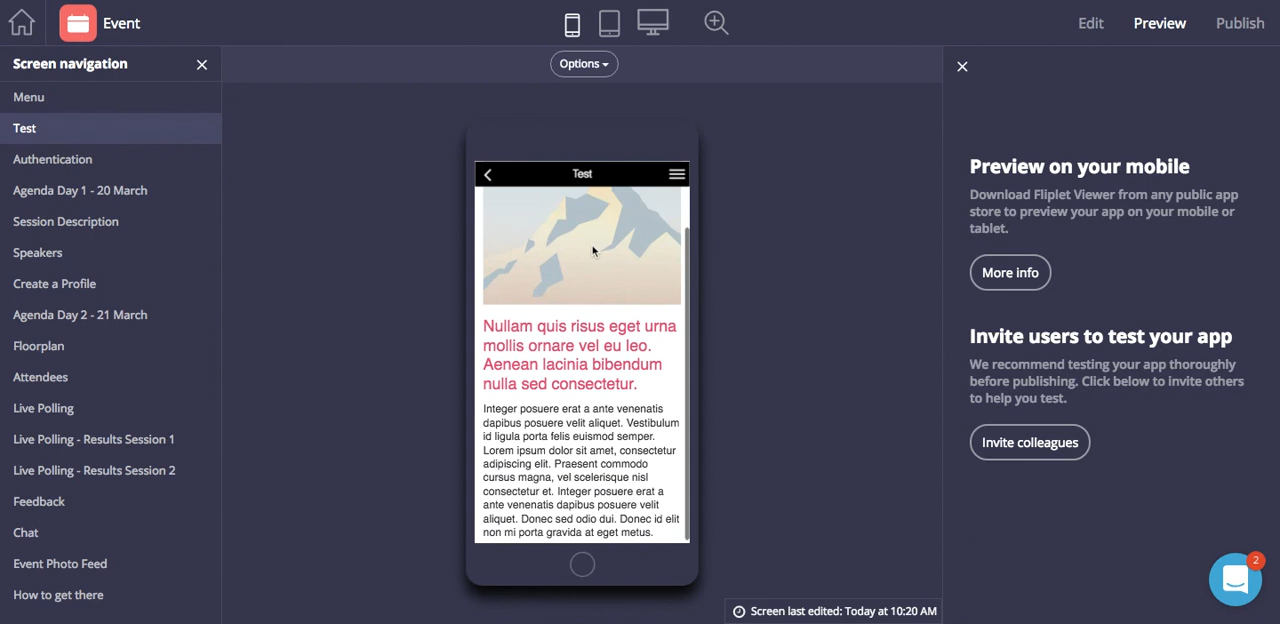 Event
Edit
Preview
Publish
Screen navigation
Options
Menu
Test
Authentication
Agenda Day 1 - 20 March
Session Description
Speakers
Create a Profile
Agenda Day 2 - 21 March
Floorplan
Attendees
Live Polling
Live Polling - Results Session 1
Live Polling - Results Session 2
Feedback
Chat
Event Photo Feed
How to get there
Test
Nullam quis risus eget urna
mollis ornare vel eu leo.
Aenean lacinia bibendum
nulla sed consectetur.
Integer posuere erat a ante venenatis
dapibus posuere velit aliquet. Vestibulum
id ligula porta felis euismod semper.
Lorem ipsum dolor sit amet, consectetur
adipiscing elit. Praesent commodo
cursus magna, vel scelerisque nisl
consectetur et. Integer posuere erat a
ante venenatis dapibus posuere velit
aliquet. Donec sed odio dui. Donec id elit
non mi porta gravida at eget metus.
Screen last edited: Today at 10:20 AM
Preview on your mobile
Download Fliplet Viewer from any public app
store to preview your app on your mobile or
tablet.
More info
Invite users to test your app
We recommend testing your app thoroughly
before publishing. Click below to invite others
to help you test.
Invite colleagues
2